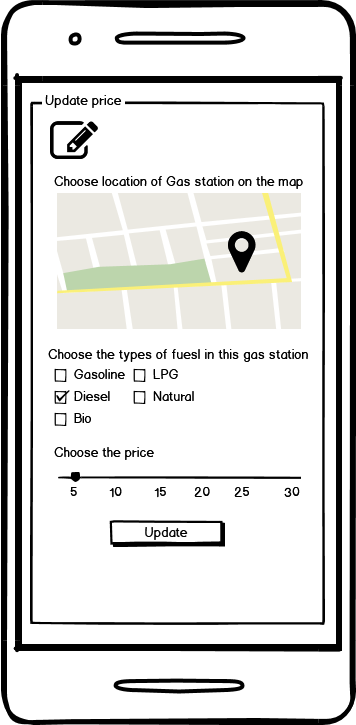 Update price
Choose location of Gas station on the map
Choose the types of fuesl in this gas station
Gasoline LPG
Diesel Natural
Bio
Choose the price
5 10 15 20 25 30
Update